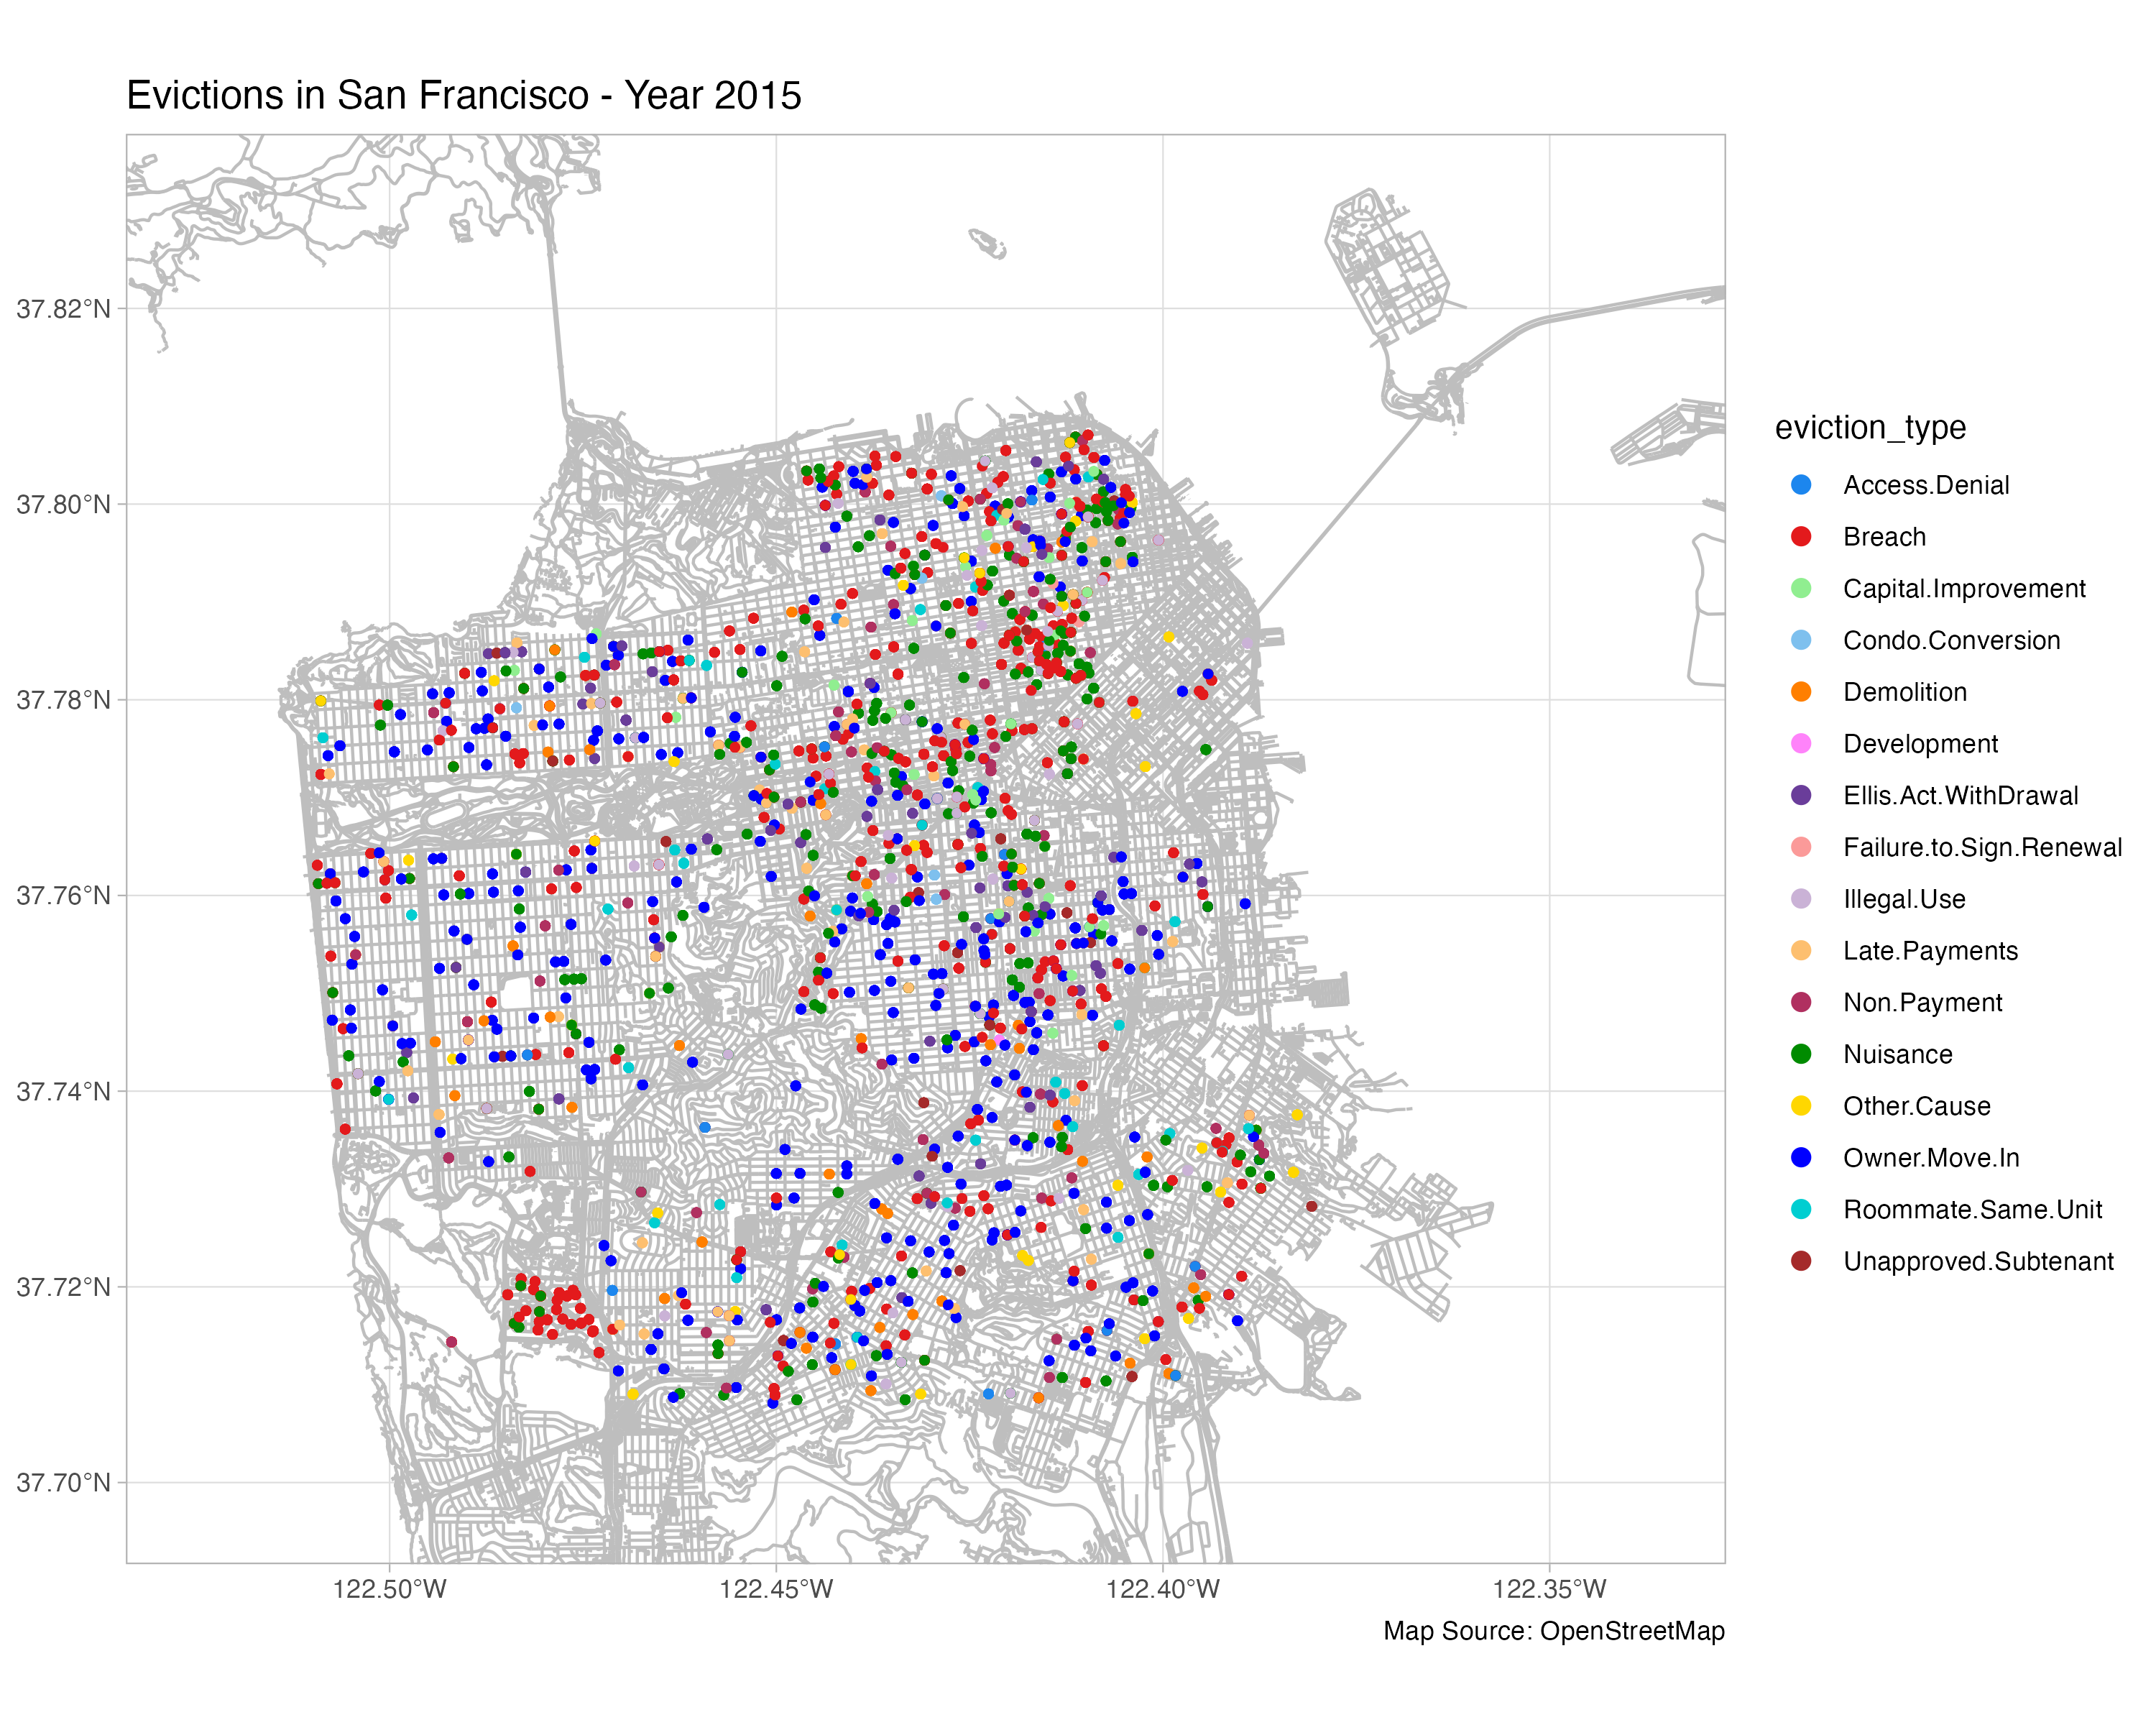 Evictions in San Francisco - Year 2015
37.82°N
37.80°N
37.78°N
37.76°N
37.74°N
37.72°N
37.70°N
122.50°W
122.45°W
122.40°W
122.35°W
Map Source: OpenStreetMap
eviction_type
Access.Denial
Breach
Capital.Improvement
Condo.Conversion
Demolition
Development
Ellis.Act.WithDrawal
Failure.to.Sign.Renewal
Illegal.Use
Late.Payments
Non.Payment
Nuisance
Other.Cause
Owner.Move.In
Roommate.Same.Unit
Unapproved.Subtenant